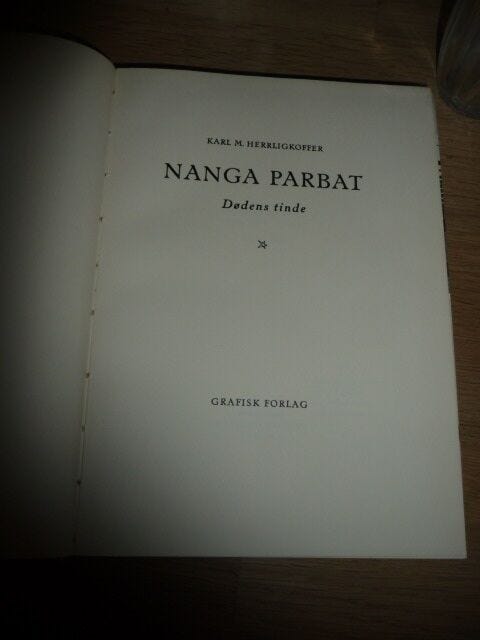 KARL M. HERRLIGKOFFER
NANGA PARBAT
Dødens tinde
GRAFISK FORLAG